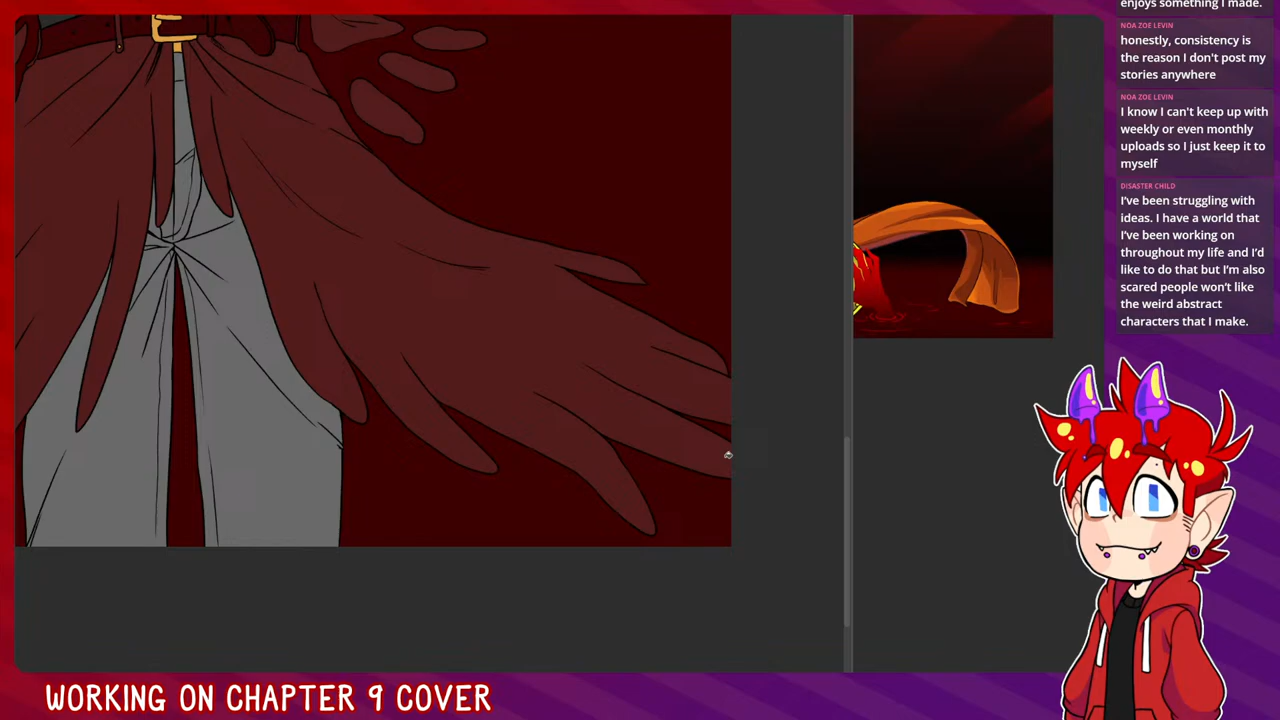 enjoys something I made.
NOA ZOE LEVIN
honestly, consistency is
the reason I don't post my
stories anywhere
NOA ZOE LEVIN
I know I can't keep up with
weekly or even monthly
uploads so I just keep it to
myself
DISASTER CHILD
I've been struggling with
ideas. I have a world that
I've been working on
throughout my life and I'd
like to do that but I'm also
scared people won't like
the weird abstract
characters that I make.
WORKING ON CHAPTER 9 COVER